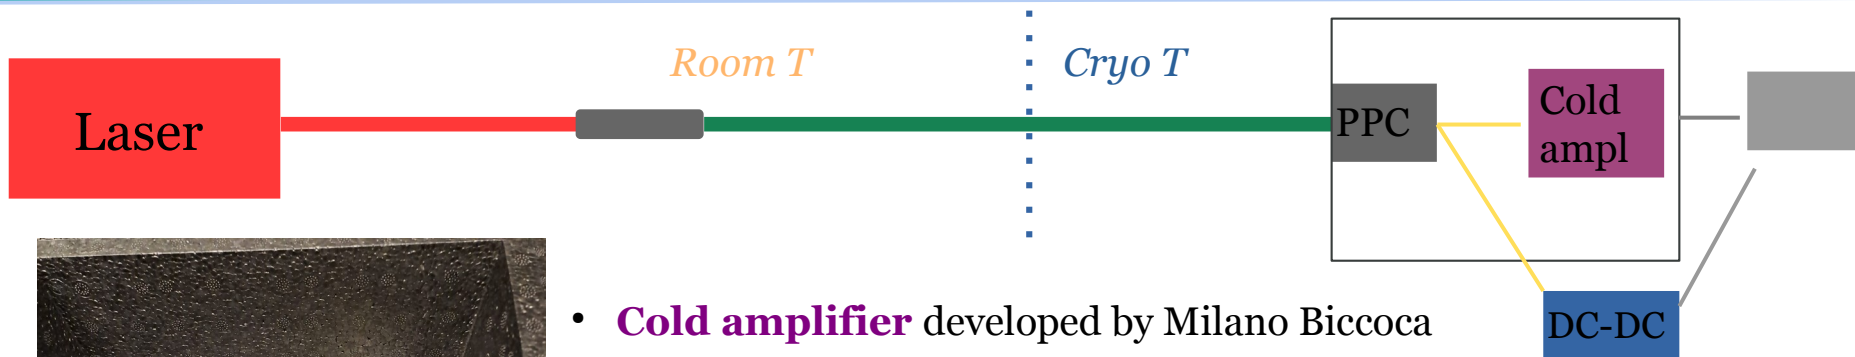 Room T
Cryo T
Laser
PPC
Cold
ampl
• Cold amplifier developed by Milano Biccoca
DC-DC